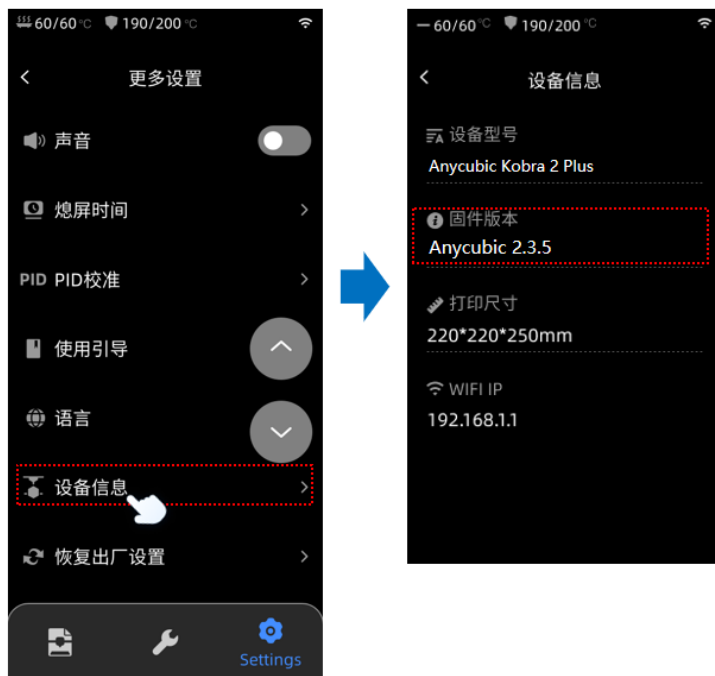 60/60°C 190/200°C
更多设置
声音
熄屏时间
PID PID校准
使用引导
语言
设备信息
恢复出厂设置
Settings
60/60°C 190/200°C
设备信息
设备型号
Anycubic Kobra 2 Plus
固件版本
Anycubic 2.3.5
打印尺寸
220*220*250mm
WIFI IP
192.168.1.1